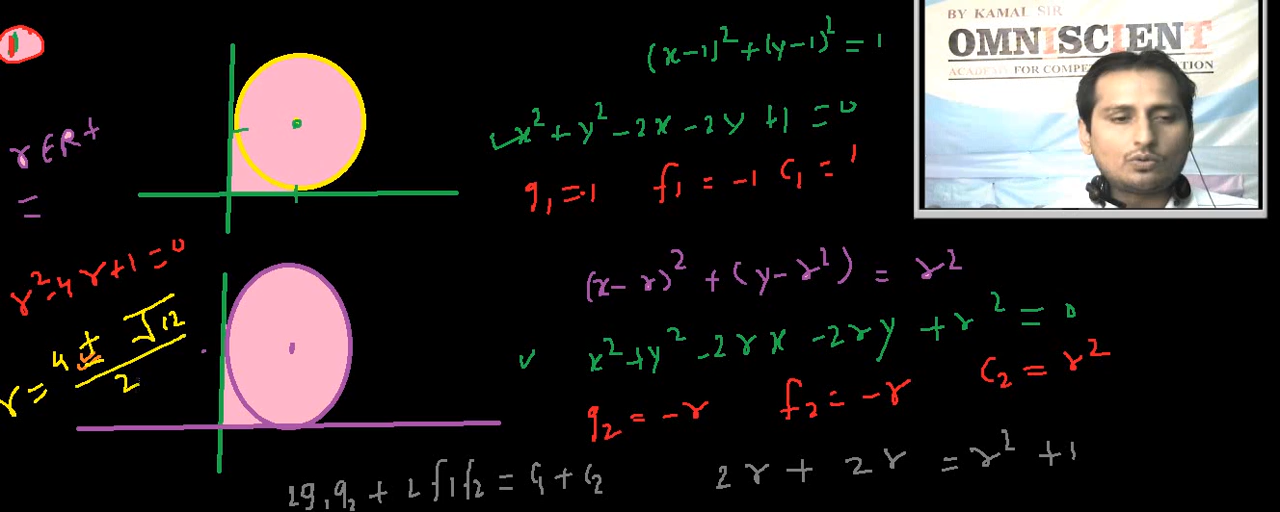 1
BY KAMAL SIR
OMNISCIENT
ACADEMY FOR COMPETITIVE EDUCATION
(x-1)² + (y-1)² = 1
✓ x² + y² - 2x - 2y + 1 = 0
g₁ = -1 f₁ = -1 c₁ = 1
r ∈ R+
=
(x - r)² + (y - r²) = r²
r² - 4r + 1 = 0
✓ x² + y² - 2rx - 2ry + r² = 0
r = 4 ± √12 / 2
g₂ = -r f₂ = -r c₂ = r²
2g₁g₂ + 2f₁f₂ = c₁ + c₂
2r + 2r = r² + 1